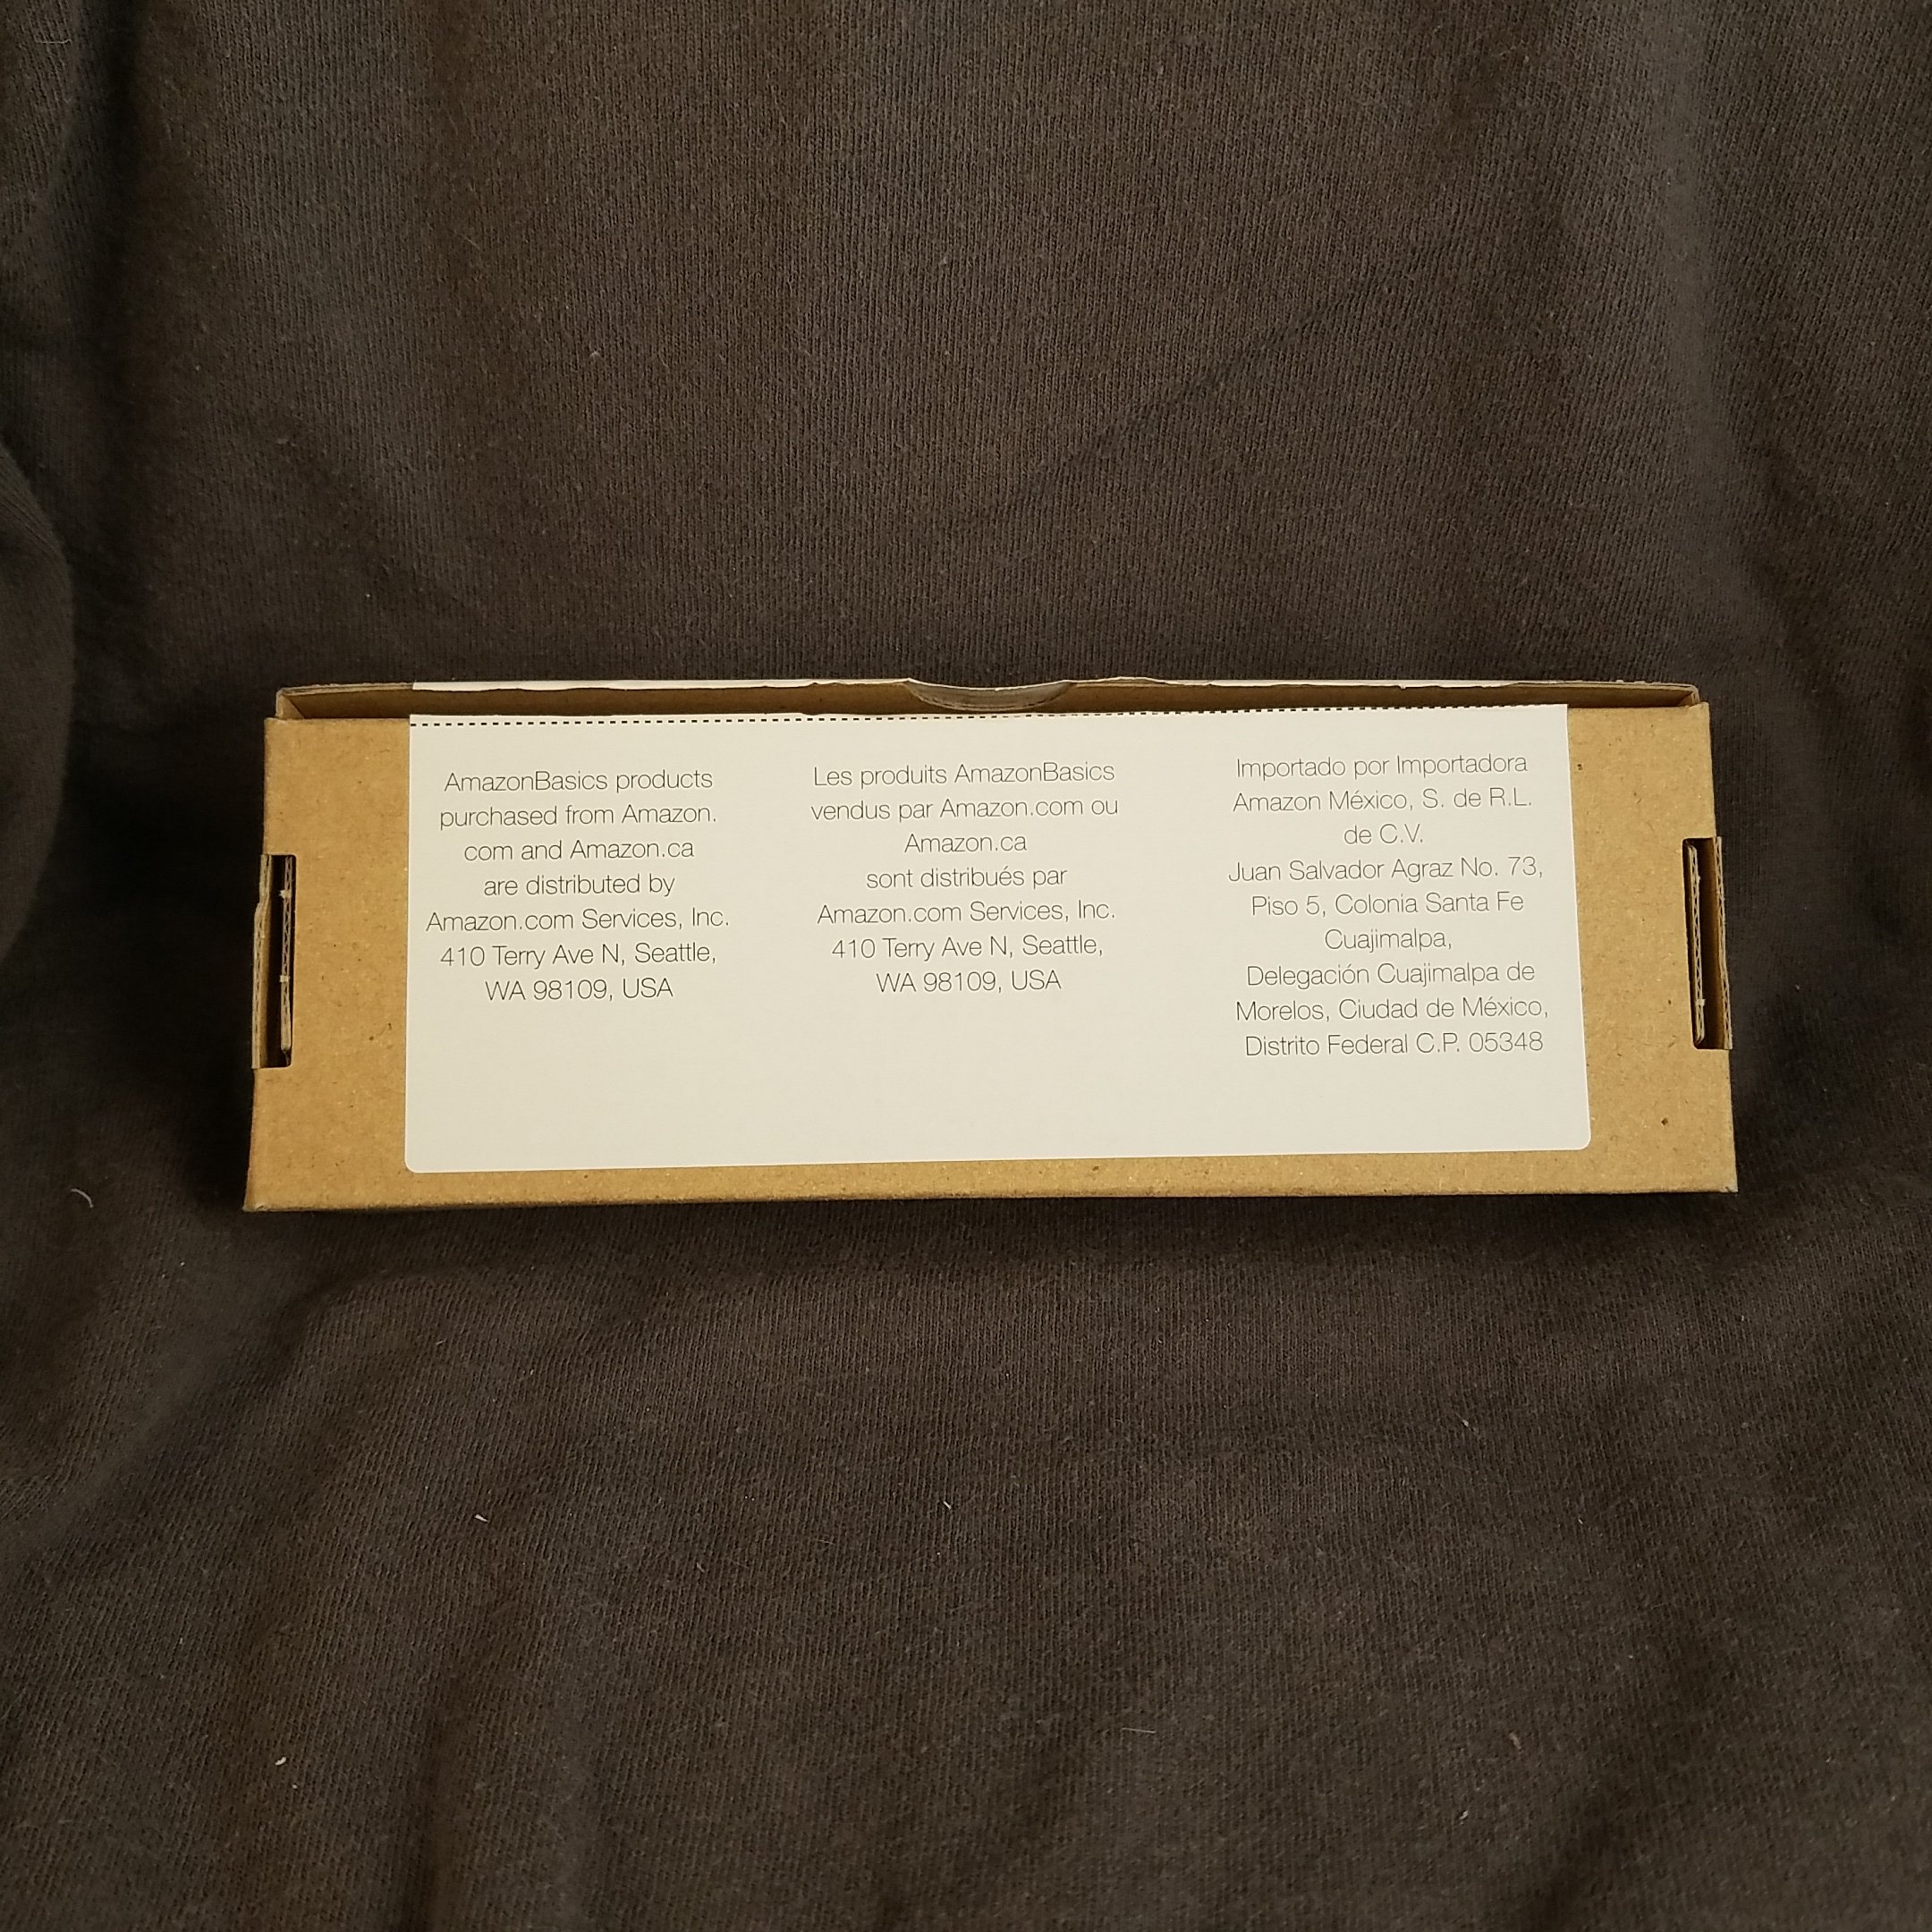 AmazonBasics products
purchased from Amazon.
com and Amazon.ca
are distributed by
Amazon.com Services, Inc.
410 Terry Ave N, Seattle,
WA 98109, USA
Les produits AmazonBasics
vendus par Amazon.com ou
Amazon.ca
sont distribués par
Amazon.com Services, Inc.
410 Terry Ave N, Seattle,
WA 98109, USA
Importado por Importadora
Amazon México, S. de R.L.
de C.V.
Juan Salvador Agraz No. 73,
Piso 5, Colonia Santa Fe
Cuajimalpa,
Delegación Cuajimalpa de
Morelos, Ciudad de México,
Distrito Federal C.P. 05348